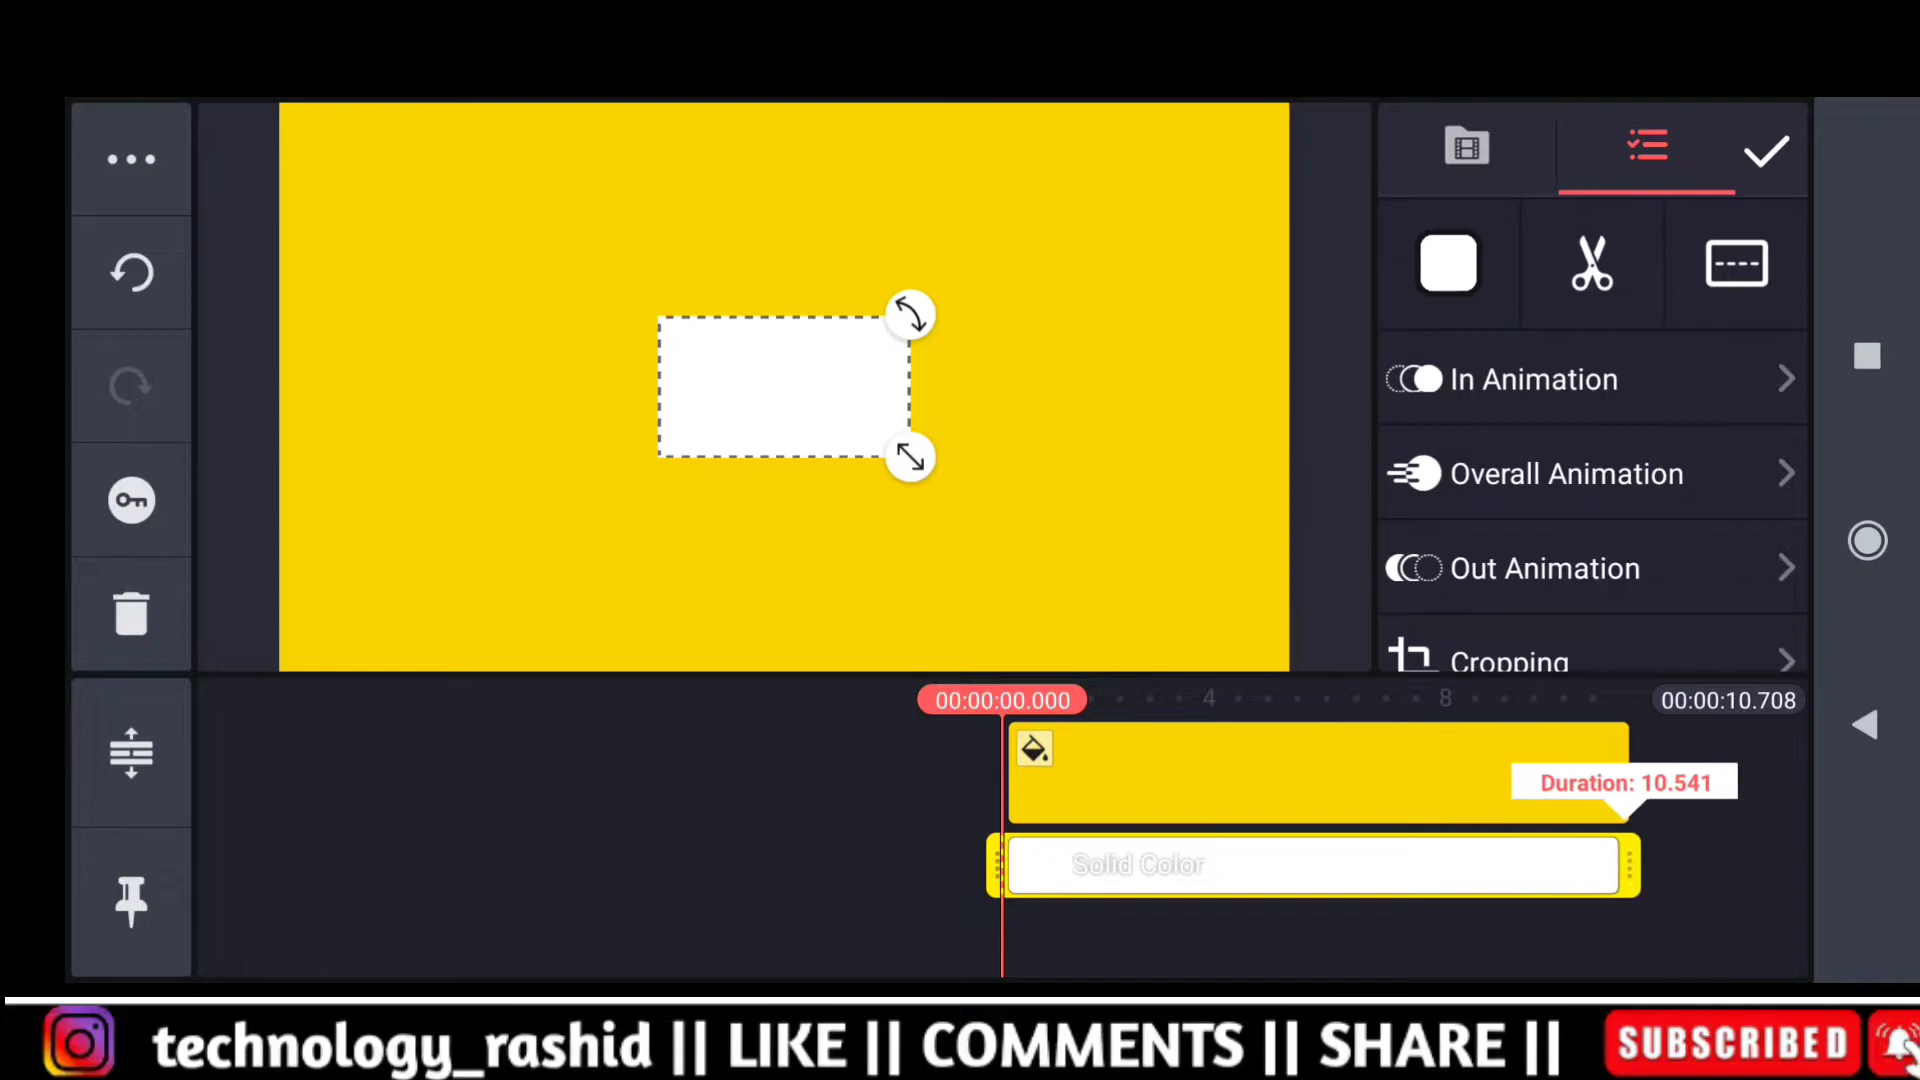 In Animation
Overall Animation
Out Animation
Cropping
00:00:00.000
4
8
00:00:10.708
Duration: 10.541
Solid Color
technology_rashid || LIKE || COMMENTS || SHARE ||
SUBSCRIBED